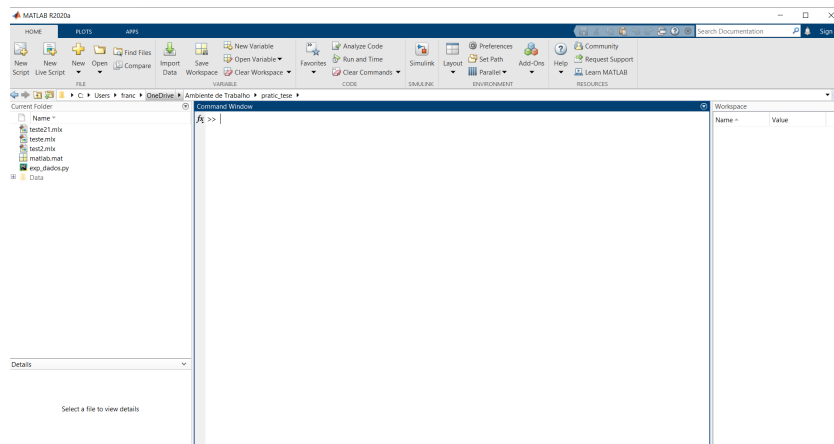 MATLAB R2020a
HOME PLOTS APPS
Search Documentation
Sign
New Script
New Live Script
New
Open
Find Files
Compare
Import Data
Save Workspace
New Variable
Open Variable
Clear Workspace
Favorites
Analyze Code
Run and Time
Clear Commands
Simulink
Layout
Preferences
Set Path
Parallel
Add-Ons
Help
Community
Request Support
Learn MATLAB
FILE VARIABLE CODE SIMULINK ENVIRONMENT RESOURCES
C: Users franc OneDrive Ambiente de Trabalho pratic_tese
Current Folder
Name
teste21.mlx
teste.mlx
test2.mlx
matlab.mat
exp_dados.py
Data
Details
Select a file to view details
Command Window
fx >>
Workspace
Name Value